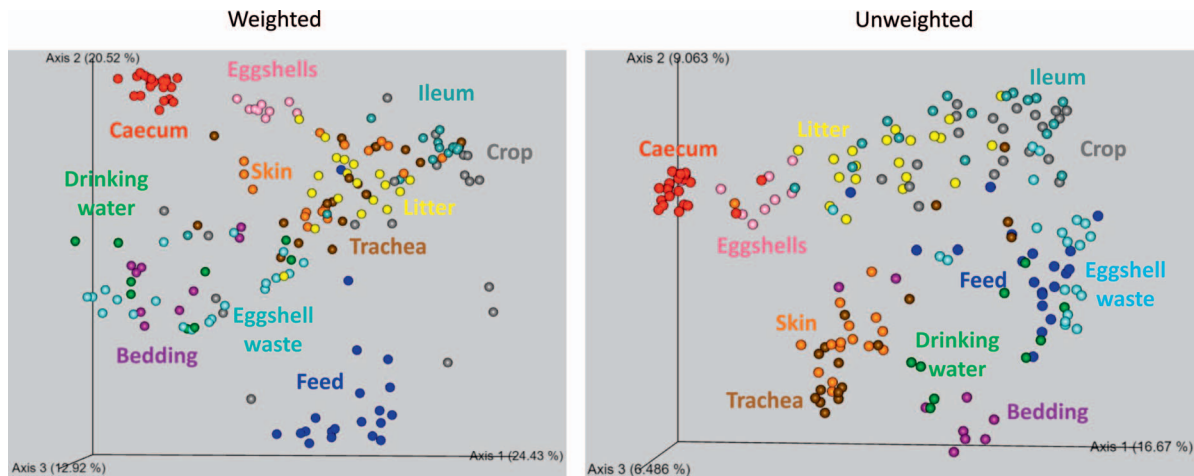 Weighted
Unweighted
Axis 2 (20.52 %)
Eggshells
Ileum
Caecum
Crop
Skin
Drinking
water
Litter
Trachea
Eggshell
waste
Bedding
Feed
Axis 1 (24.43 %)
Axis 3 (12.92 %)
Axis 2 (9.063 %)
Ileum
Litter
Caecum
Crop
Eggshells
Feed
Eggshell
waste
Skin
Drinking
water
Trachea
Bedding
Axis 1 (16.67 %)
Axis 3 (6.486 %)